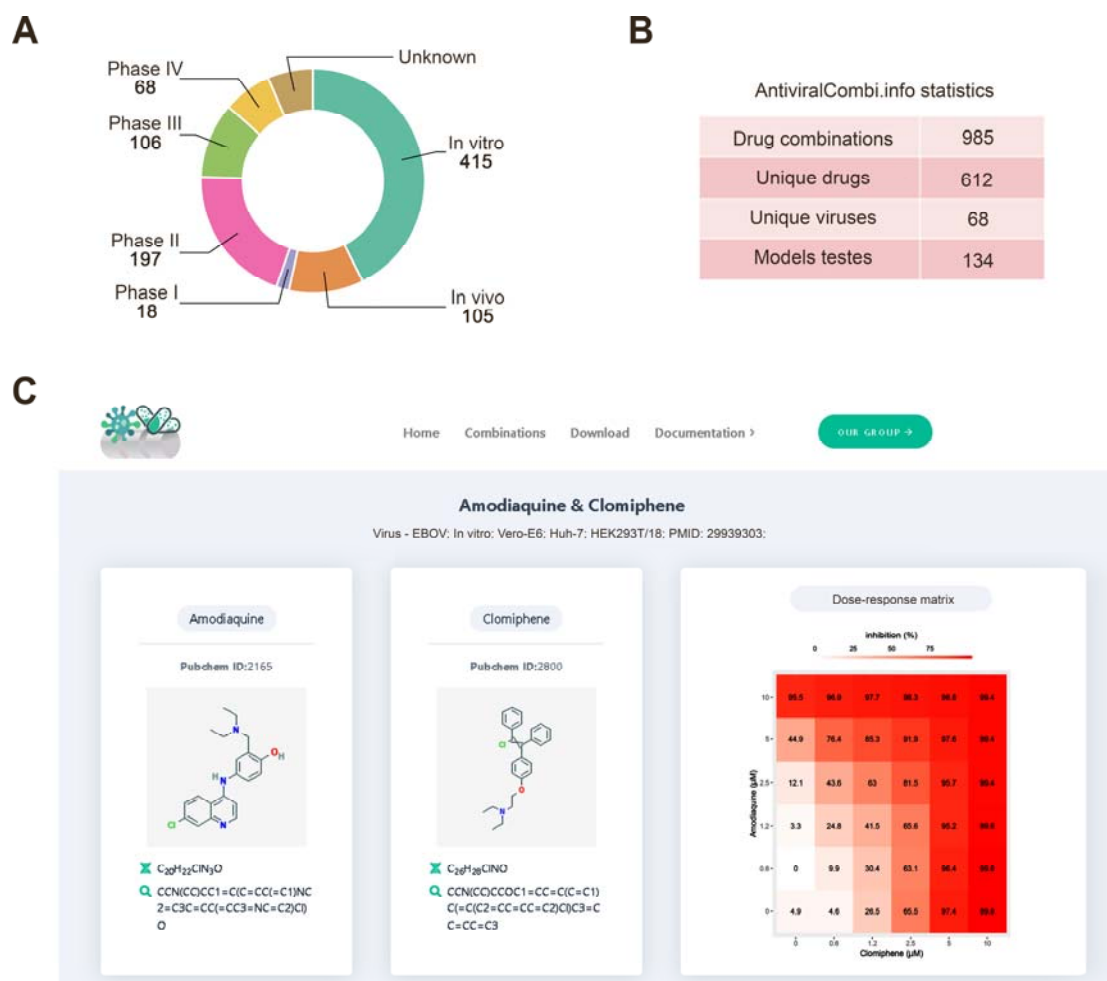 A
Phase IV
68
Unknown
Phase III
106
In vitro
415
Phase II
197
Phase I
18
In vivo
105
B
AntiviralCombi.info statistics
Drug combinations 985
Unique drugs 612
Unique viruses 68
Models testes 134
C
Home Combinations Download Documentation >
OUR GROUP →
Amodiaquine & Clomiphene
Virus - EBOV: In vitro: Vero-E6: Huh-7: HEK293T/18: PMID: 29939303:
Amodiaquine
Pubchem ID:2165
N
O
H
H
N
Cl
N
C20H22ClN3O
CCN(CC)CC1=C(C=CC(=C1)NC
2=C3C=CC(=CC3=NC=C2)Cl)
O
Clomiphene
Pubchem ID:2800
Cl
O
N
C26H28ClNO
CCN(CC)CCOC1=CC=C(C=C1)
C(=C(C2=CC=CC=C2)Cl)C3=C
C=CC=C3
Dose-response matrix
inhibition (%)
0 25 50 75
Amodiaqune (μM)
10- 95.5 97.7 99.4
5- 44.9 76.4 85.3 91.9 97.6 99.4
2.5- 12.1 43.6 63 81.5 95.7 99.4
1.2- 3.3 24.8 41.5 65.6 95.2
0.6- 0 9.9 30.4 63.1 96.4
0- 4.9 4.6 26.5 65.5 97.4
0 0.6 1.2 2.5 5 10
Clomiphene (μM)